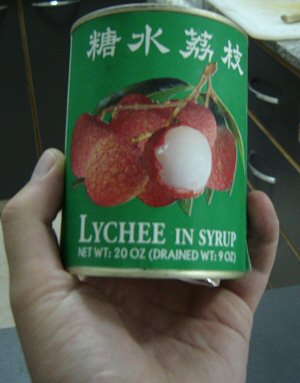 糖水荔枝
LYCHEE IN SYRUP
NET WT: 20 OZ (DRAINED WT: 9 OZ)